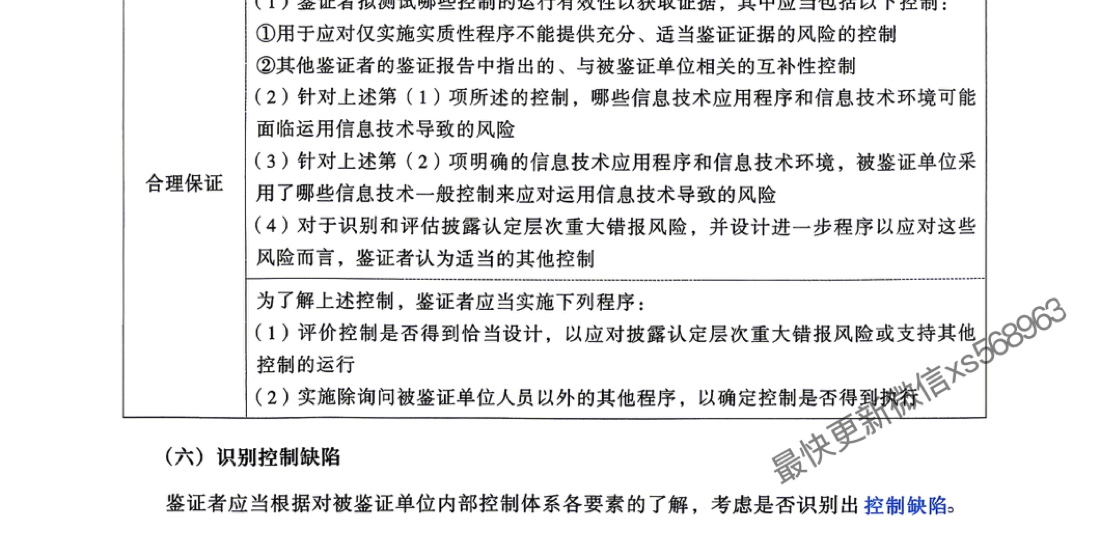 （1）鉴证者拟测试哪些控制的运行有效性以获取证据，其中应当包括以下控制：
①用于应对仅实施实质性程序不能提供充分、适当鉴证证据的风险的控制
②其他鉴证者的鉴证报告中指出的、与被鉴证单位相关的互补性控制
（2）针对上述第（1）项所述的控制，哪些信息技术应用程序和信息技术环境可能
面临运用信息技术导致的风险
（3）针对上述第（2）项明确的信息技术应用程序和信息技术环境，被鉴证单位采
合理保证
用了哪些信息技术一般控制来应对运用信息技术导致的风险
（4）对于识别和评估披露认定层次重大错报风险，并设计进一步程序以应对这些
风险而言，鉴证者认为适当的其他控制
为了解上述控制，鉴证者应当实施下列程序：
（1）评价控制是否得到恰当设计，以应对披露认定层次重大错报风险或支持其他
控制的运行
（2）实施除询问被鉴证单位人员以外的其他程序，以确定控制是否得到执行
最快更新微信xs568963
（六）识别控制缺陷
鉴证者应当根据对被鉴证单位内部控制体系各要素的了解，考虑是否识别出控制缺陷。